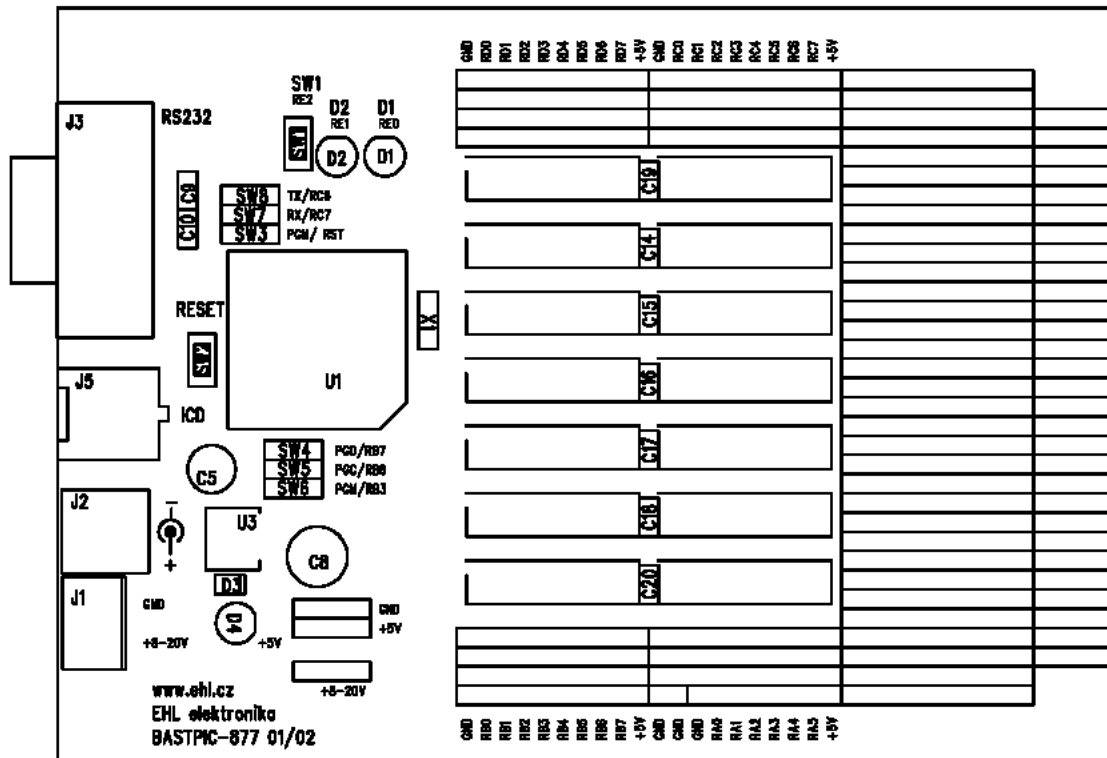 GND RD0 RD1 RD2 RD3 RD4 RD5 RD6 RD7 +5V GND RC0 RC1 RC2 RC3 RC4 RC5 RC6 RC7 +5V
SW1
RE2
D2
RE1
D1
RE0
J3
RS232
SW1
D2
D1
C10 C9
SW8 TX/RC6
SW7 RX/RC7
SW3 PGM/ RST
C19
C14
RESET
X1
C15
U1
J5
ICD
C16
SW4 PGD/RB7
SW5 PGC/RB6
SW6 PGM/RB3
C5
C17
J2
-
+
U3
C18
C8
D3
C20
J1
GND
+8-20V
D4
+5V
GND
+5V
+8-20V
www.ehl.cz
EHL elektronika
BASTPIC-877 01/02
GND RB0 RB1 RB2 RB3 RB4 RB5 RB6 RB7 +5V GND GND GND RA0 RA1 RA2 RA3 RA4 RA5 +5V